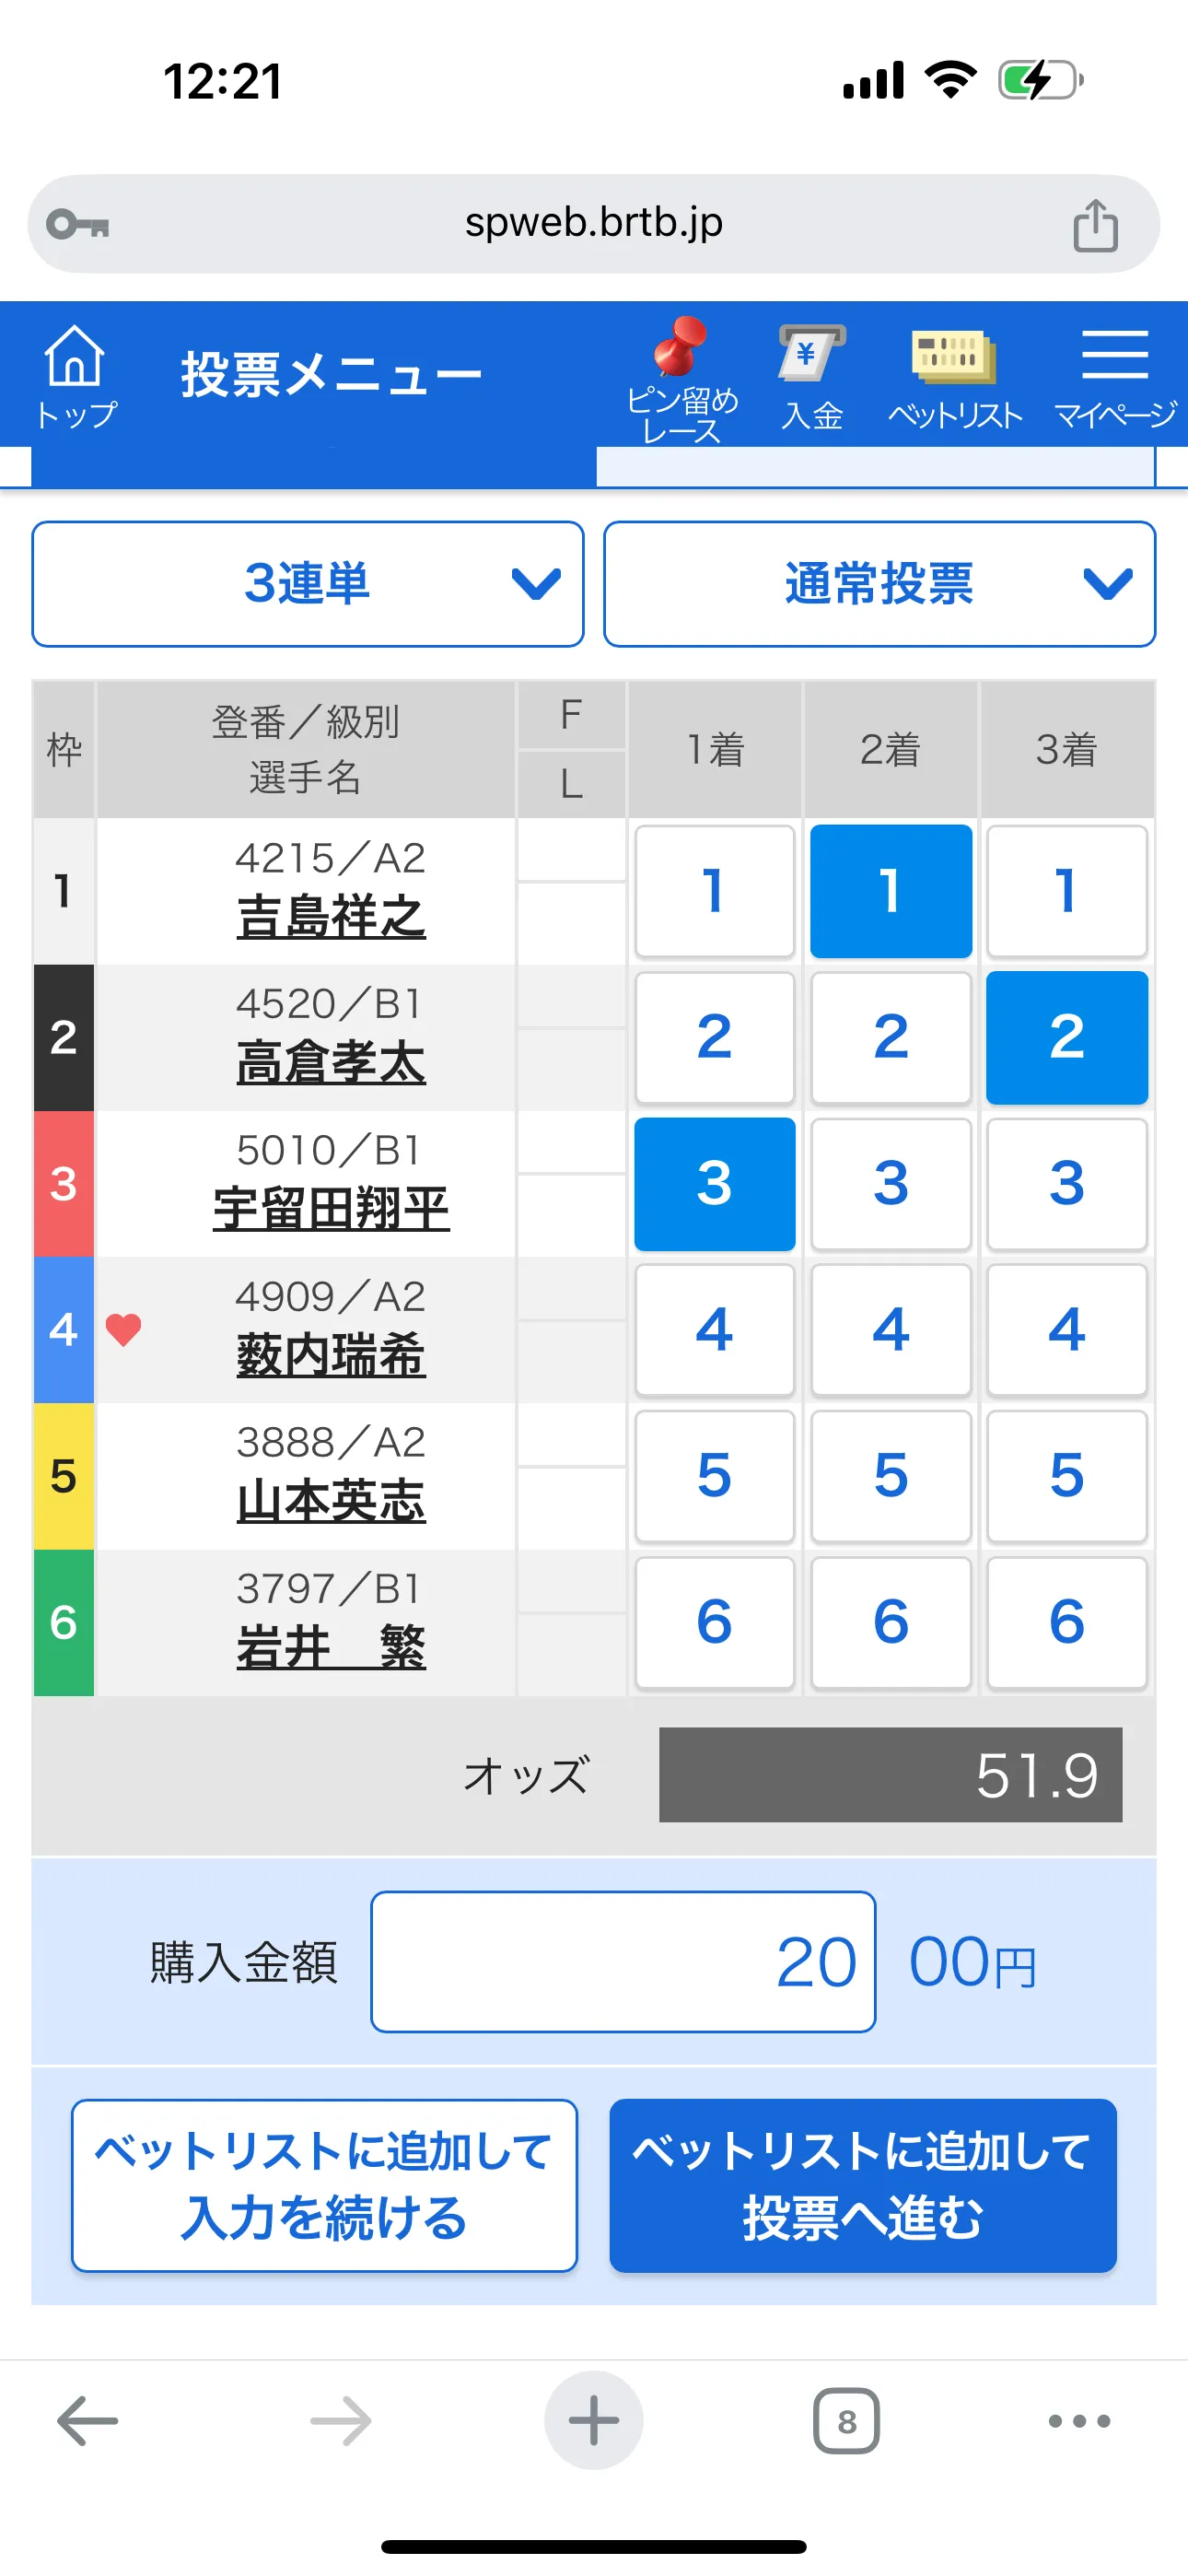 12:21
spweb.brtb.jp
トップ
投票メニュー
ピン留め
レース
入金
ベットリスト
マイページ
3連単
通常投票
枠
登番／級別
選手名
F
L
1着
2着
3着
1
4215／A2
吉島祥之
1
1
1
2
4520／B1
高倉孝太
2
2
2
3
5010／B1
宇留田翔平
3
3
3
4
4909／A2
薮内瑞希
4
4
4
5
3888／A2
山本英志
5
5
5
6
3797／B1
岩井　繁
6
6
6
オッズ
51.9
購入金額
20
00円
ベットリストに追加して
入力を続ける
ベットリストに追加して
投票へ進む
8